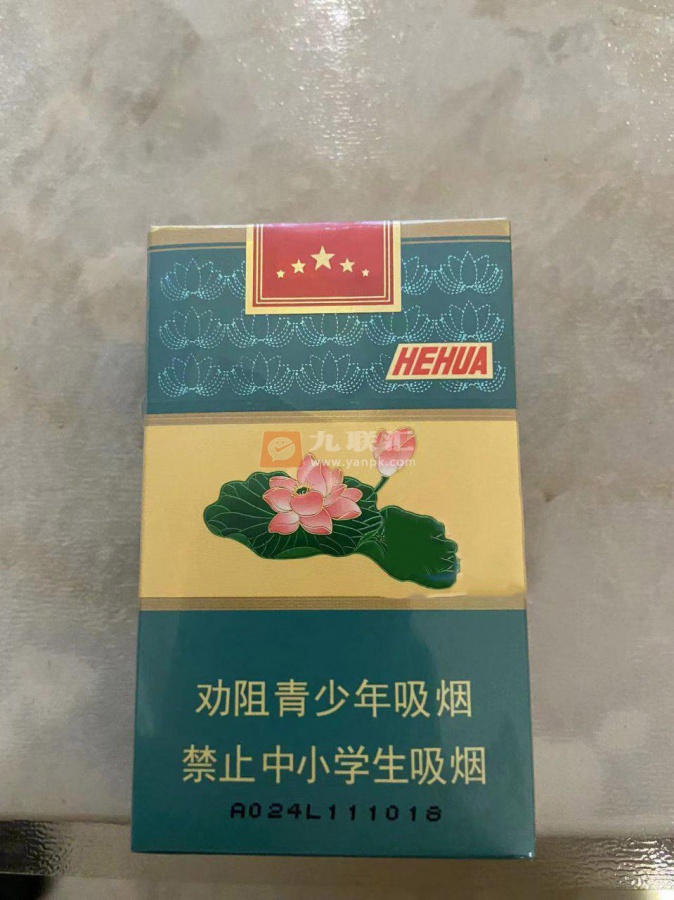 HEHUA
九联汇
www.yanpk.com
劝阻青少年吸烟
禁止中小学生吸烟
A024L111018